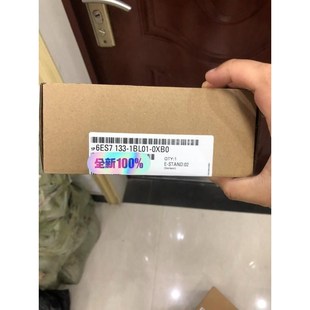 6ES7 133-1BL01-0XB0
全新100%
QTY:1
E-STAND:02